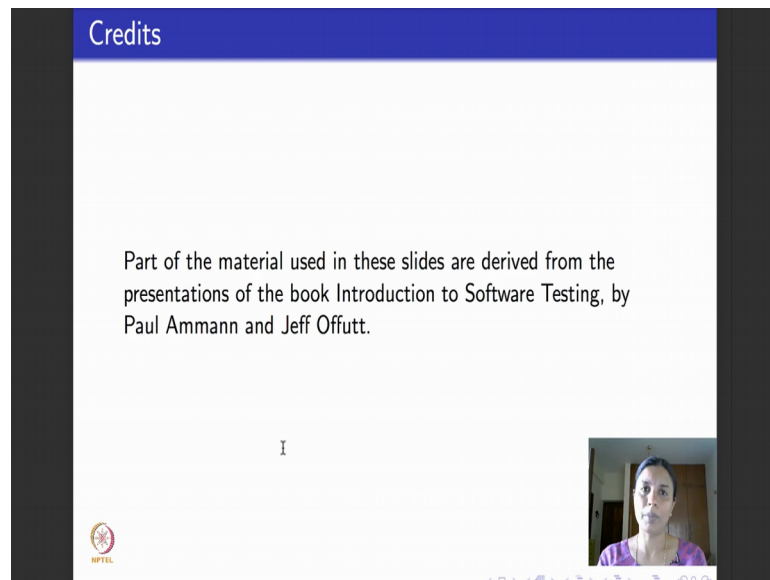 Credits
Part of the material used in these slides are derived from the
presentations of the book Introduction to Software Testing, by
Paul Ammann and Jeff Offutt.
NPTEL